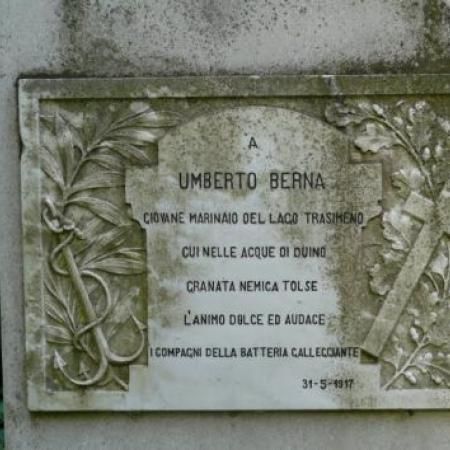 A
UMBERTO BERNA
GIOVANE MARINAIO DEL LAGO TRASIMENO
CUI NELLE ACQUE DI DUINO
GRANATA NEMICA TOLSE
L'ANIMO DOLCE ED AUDACE
I COMPAGNI DELLA BATTERIA GALLEGGIANTE
31-5-1917